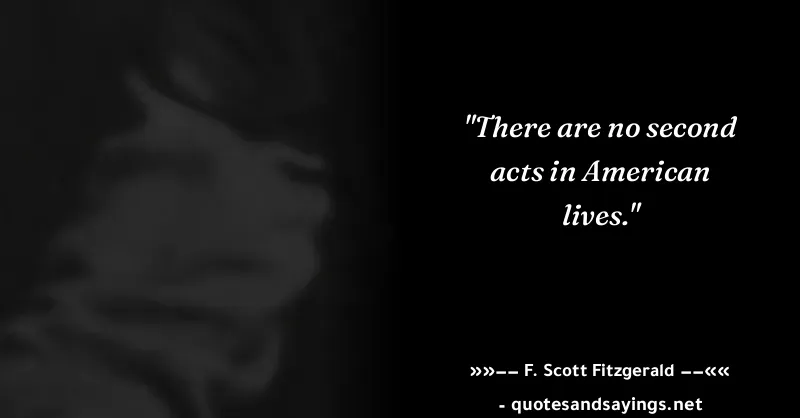 "There are no second
acts in American
lives."
»»–– F. Scott Fitzgerald ––««
- quotesandsayings.net